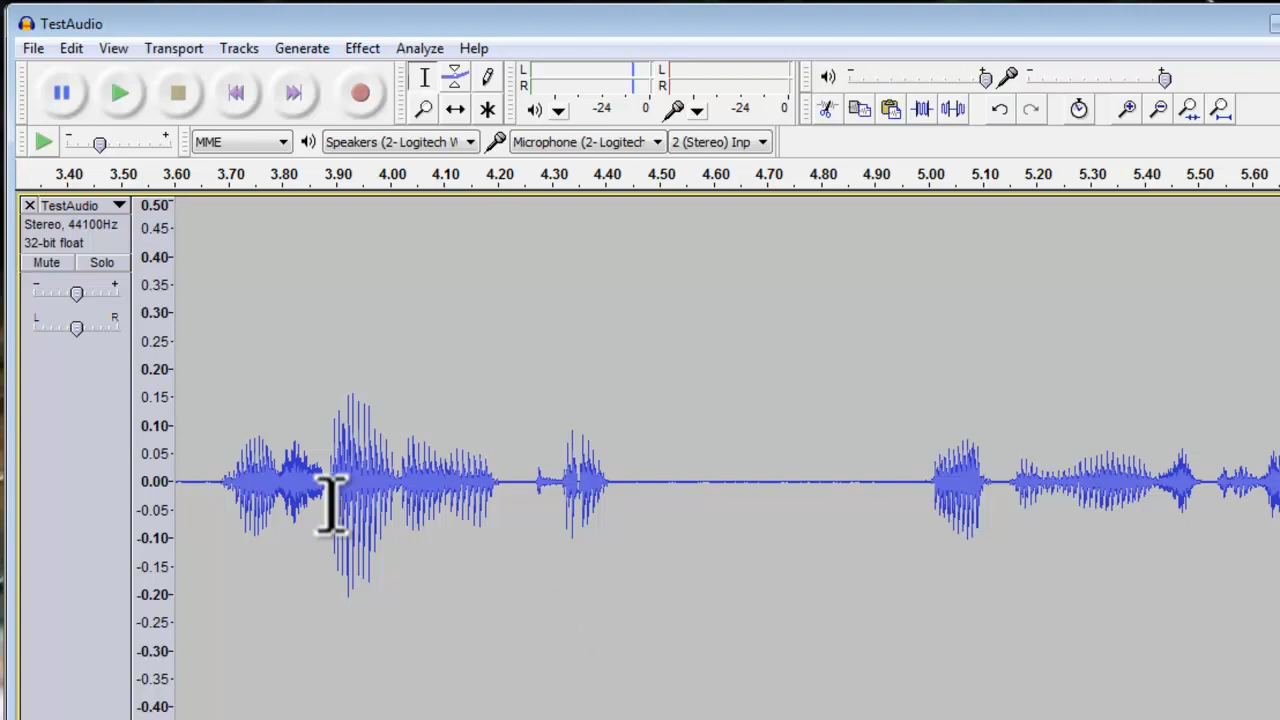 TestAudio
File Edit View Transport Tracks Generate Effect Analyze Help
L L
R R
-24 0 -24 0
MME Speakers (2- Logitech Microphone (2- Logitech 2 (Stereo) Inp
3.40 3.50 3.60 3.70 3.80 3.90 4.00 4.10 4.20 4.30 4.40 4.50 4.60 4.70 4.80 4.90 5.00 5.10 5.20 5.30 5.40 5.50 5.60
TestAudio
Stereo, 44100Hz
32-bit float
Mute Solo
- +
L R
0.50
0.45
0.40
0.35
0.30
0.25
0.20
0.15
0.10
0.05
0.00
-0.05
-0.10
-0.15
-0.20
-0.25
-0.30
-0.35
-0.40